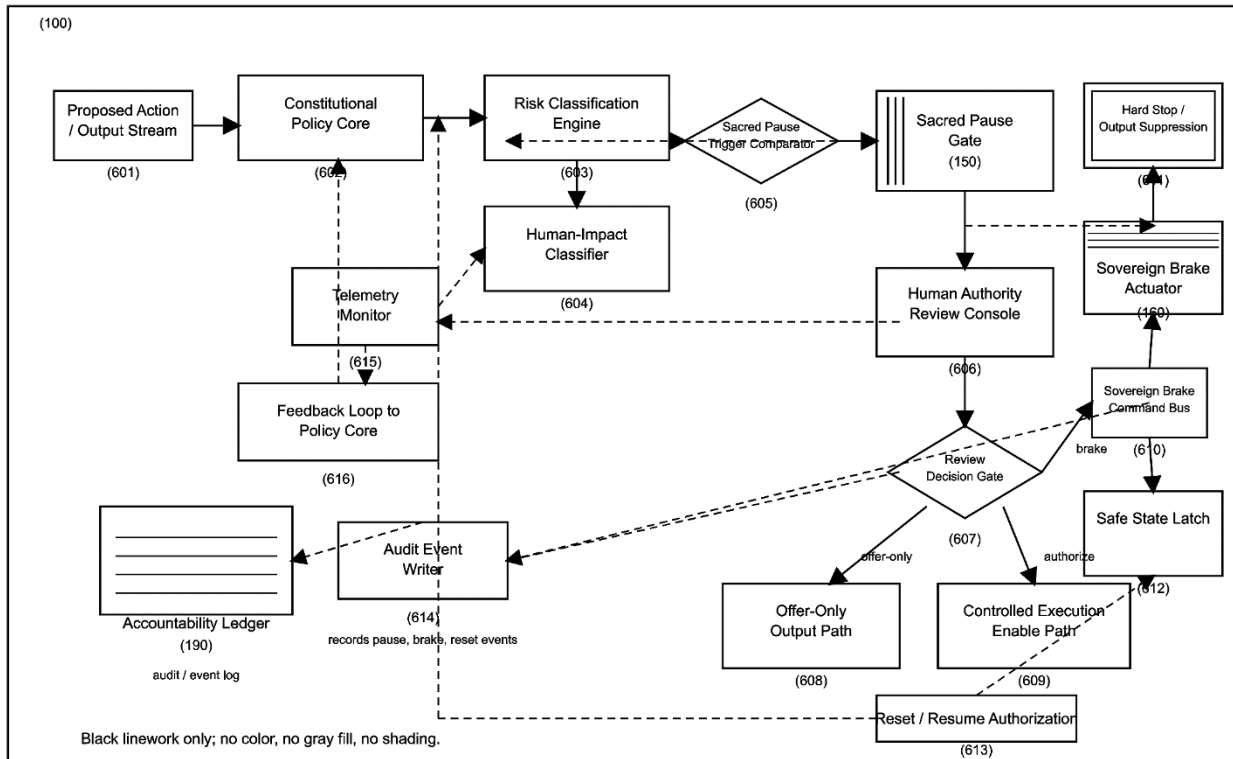 (100)
Proposed Action
/ Output Stream
(601)
Constitutional
Policy Core
(602)
Risk Classification
Engine
(603)
Sacred Pause
Trigger Comparator
(605)
Sacred Pause
Gate
(150)
Hard Stop /
Output Suppression
(611)
Human-Impact
Classifier
(604)
Telemetry
Monitor
(615)
Human Authority
Review Console
(606)
Sovereign Brake
Actuator
(160)
Feedback Loop to
Policy Core
(616)
Sovereign Brake
Command Bus
(610)
brake
Review
Decision Gate
(607)
offer-only
authorize
Safe State Latch
(612)
Accountability Ledger
(190)
audit / event log
Audit Event
Writer
(614)
records pause, brake, reset events
Offer-Only
Output Path
(608)
Controlled Execution
Enable Path
(609)
Reset / Resume Authorization
(613)
Black linework only; no color, no gray fill, no shading.